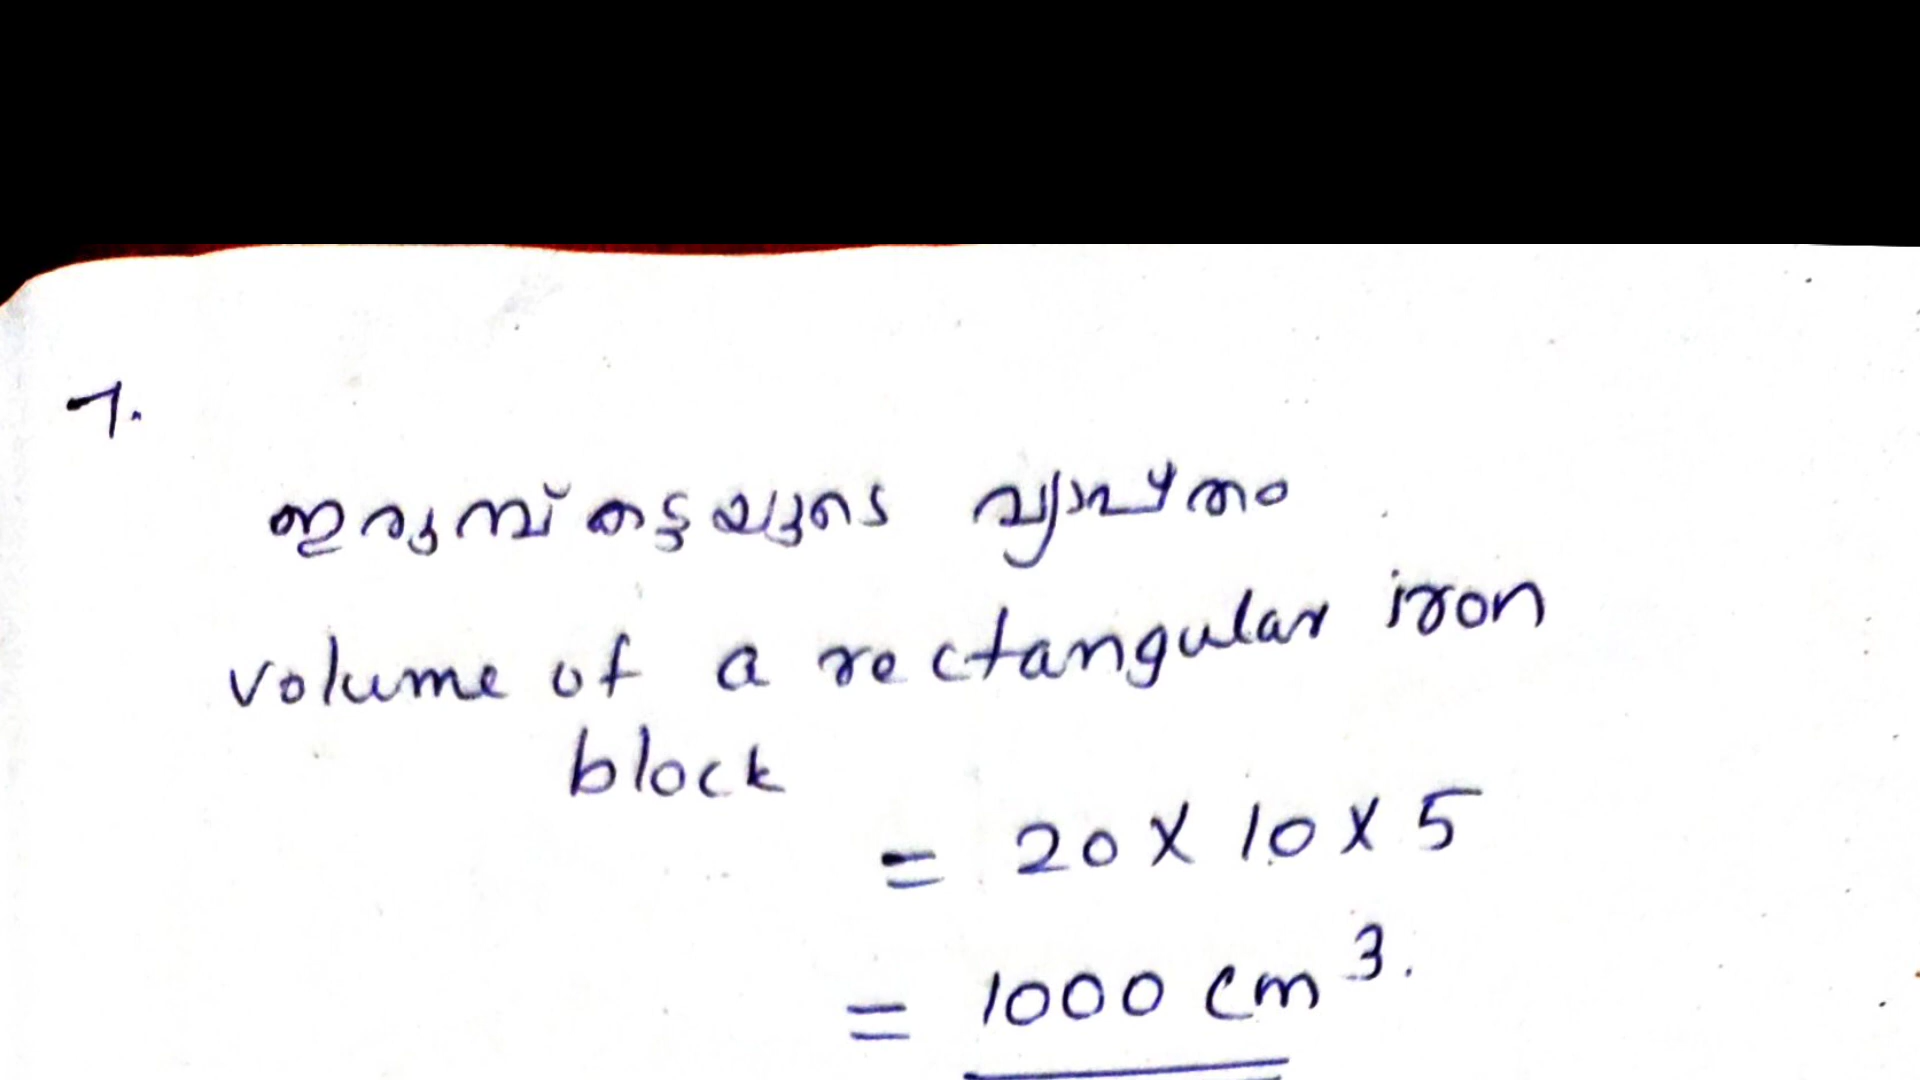 7.
ഇരുമ്പ് കട്ടയുടെ വ്യാപ്തം
volume of a rectangular iron
block
= 20 X 10 X 5
= 1000 cm³.